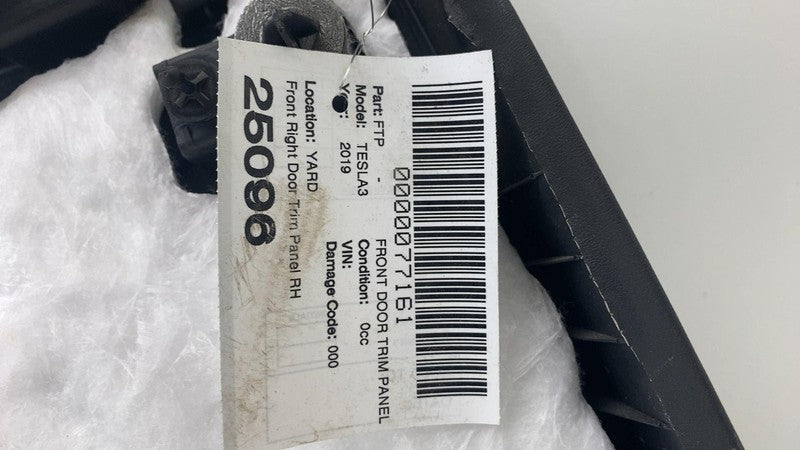 0000077161
Part: FTP - FRONT DOOR TRIM PANEL
Model: TESLA3 Condition: 0cc
2019 VIN:
Damage Code: 000
Location: YARD
Front Right Door Trim Panel RH
25096